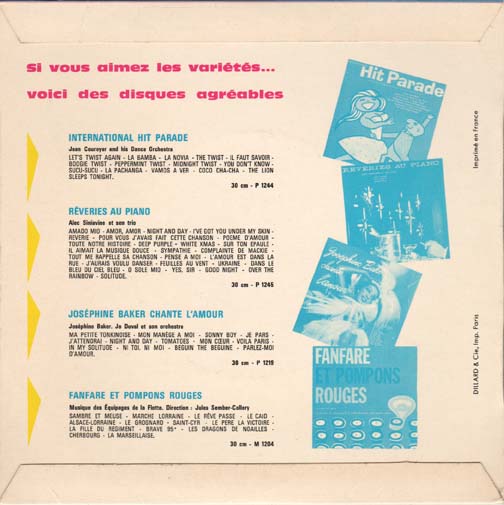 Si vous aimez les variétés...
voici des disques agréables
INTERNATIONAL HIT PARADE
Jean Couroyer and his Dance Orchestra
LET'S TWIST AGAIN - LA BAMBA - LA NOVIA - THE TWIST - IL FAUT SAVOIR -
BOOGIE TWIST - PEPPERMINT TWIST - MIDNIGHT TWIST - YOU DON'T KNOW -
SUCU-SUCU - LA PACHANGA - VAMOS A VER - COCO CHA-CHA - THE LION
SLEEPS TONIGHT.
30 cm - P 1244
RÊVERIES AU PIANO
Alec Siniavine et son trio
AMADO MIO - AMOR, AMOR - NIGHT AND DAY - I'VE GOT YOU UNDER MY SKIN -
REVERIE - POUR VOUS J'AVAIS FAIT CETTE CHANSON - POEME D'AMOUR -
TOUTE NOTRE HISTOIRE - DEEP PURPLE - WHITE XMAS - SUR TON EPAULE -
IL AIMAIT LA MUSIQUE DOUCE - SYMPATHIE - COMPLAINTE DE MACKIE -
TOUT ME RAPPELLE SA CHANSON - PENSE A MOI - L'AMOUR EST DANS LA
RUE - J'AURAIS VOULU DANSER - FEUILLES AU VENT - UKRAINE - DANS LE
BLEU DU CIEL BLEU - O SOLE MIO - YES, SIR - GOOD NIGHT - OVER THE
RAINBOW - SOLITUDE.
30 cm - P 1245
JOSÉPHINE BAKER CHANTE L'AMOUR
Joséphine Baker, Jo Duval et son orchestre
MA PETITE TONKINOISE - MON MANÈGE A MOI - SONNY BOY - JE PARS -
J'ATTENDRAI - NIGHT AND DAY - TOMATOES - MON CŒUR - VOILA PARIS -
IN MY SOLITUDE - NI TOI, NI MOI - BEGUIN THE BEGUINE - PARLEZ-MOI
D'AMOUR.
30 cm - P 1219
FANFARE ET POMPONS ROUGES
Musique des Équipages de la Flotte. Direction : Jules Semler-Collery
SAMBRE ET MEUSE - MARCHE LORRAINE - LE RÊVE PASSE - LE CAID -
ALSACE-LORRAINE - LE GROGNARD - SAINT-CYR - LE PERE LA VICTOIRE -
LA FILLE DU REGIMENT - BRAVE 95e - LES DRAGONS DE NOAILLES -
CHERBOURG - LA MARSEILLAISE.
30 cm - M 1204
Hit Parade
RÊVERIES AU PIANO
Joséphine Baker
chante
l'amour
FANFARE
ET POMPONS
ROUGES
Imprimé en France
DILLARD & Cie, Imp. Paris